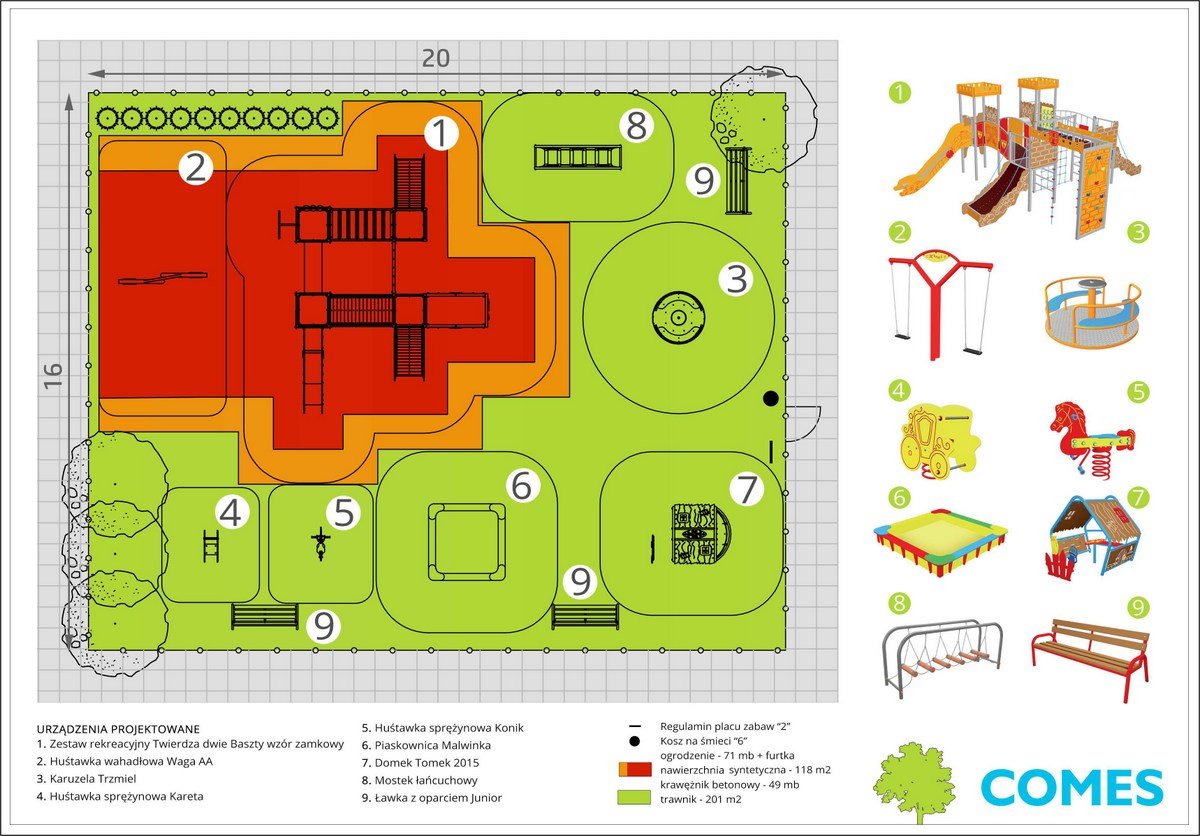 20
16
1
2
8
9
3
4
5
6
7
9
9
1
2
3
4
5
6
7
8
9
URZĄDZENIA PROJEKTOWANE
1. Zestaw rekreacyjny Twierdza dwie Baszty wzór zamkowy
2. Huśtawka wahadłowa Waga AA
3. Karuzela Trzmiel
4. Huśtawka sprężynowa Kareta
5. Huśtawka sprężynowa Konik
6. Piaskownica Malwinka
7. Domek Tomek 2015
8. Mostek łańcuchowy
9. Ławka z oparciem Junior
Regulamin placu zabaw “2”
Kosz na śmieci “6”
ogrodzenie - 71 mb + furtka
nawierzchnia syntetyczna - 118 m2
krawężnik betonowy - 49 mb
trawnik - 201 m2
COMES